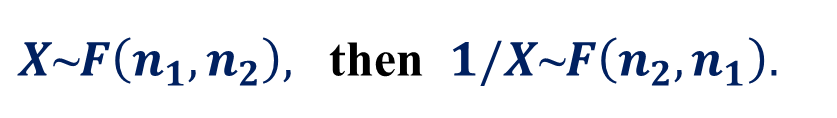 X~F(n₁,n₂), then 1/X~F(n₂,n₁).